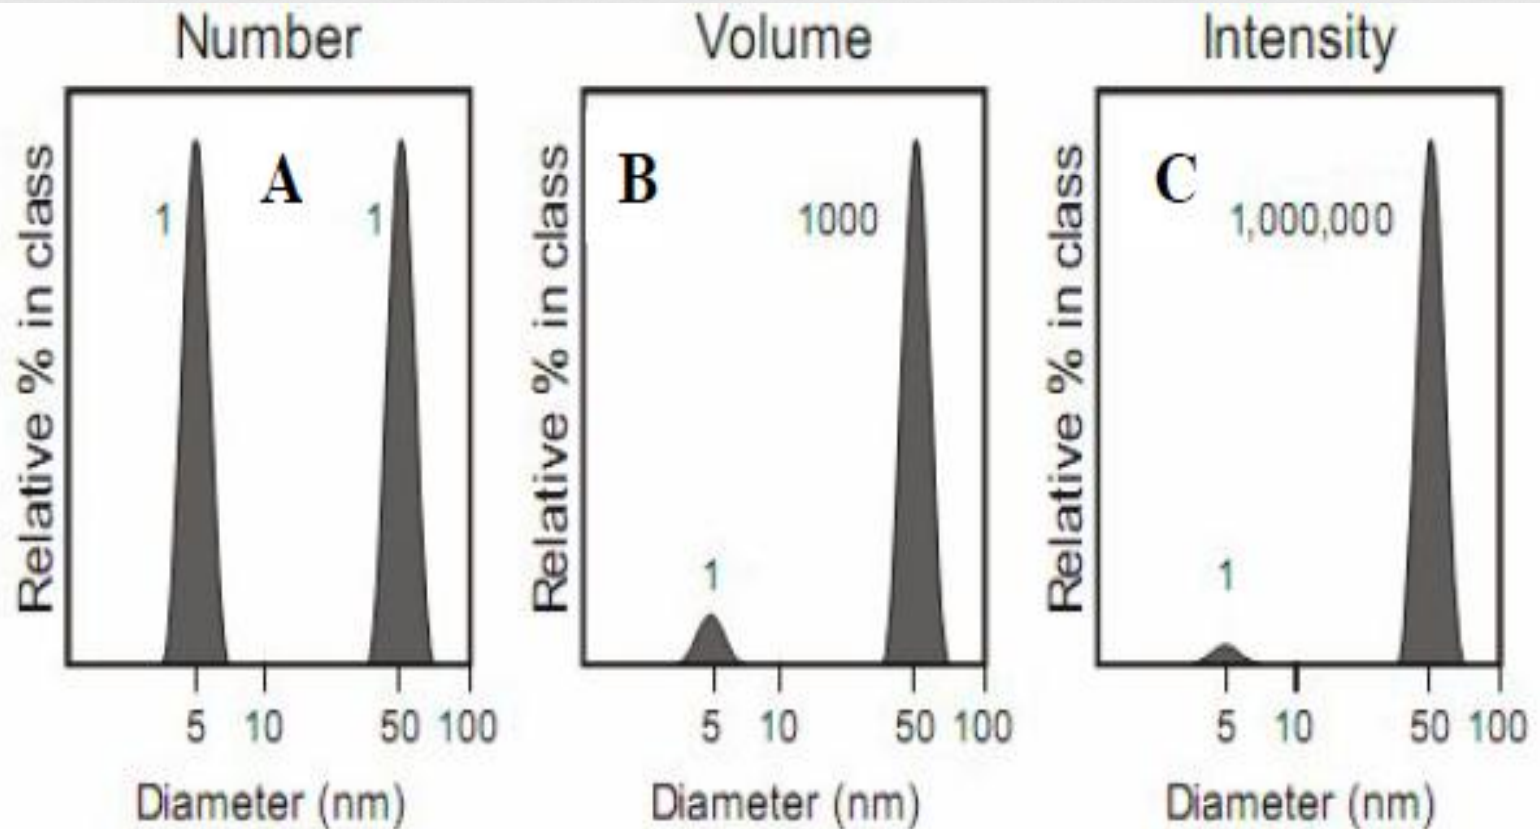 Number
Relative % in class
A
1
1
5 10 50 100
Diameter (nm)
Volume
Relative % in class
B
1000
1
5 10 50 100
Diameter (nm)
Intensity
Relative % in class
C
1,000,000
1
5 10 50 100
Diameter (nm)